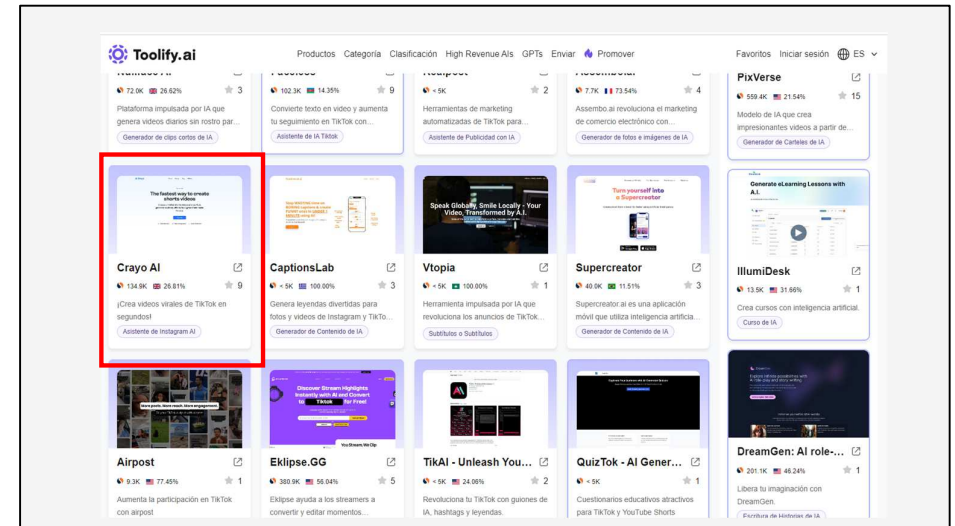 Toolify.ai
Productos Categoría Clasificación High Revenue AIs GPTs Enviar Promover
Favoritos Iniciar sesión ES
72.0K 26.62% 3
Plataforma impulsada por IA que
genera videos diarios sin rostro par...
Generador de clips cortos de IA
102.3K 14.35% 9
Convierte texto en video y aumenta
tu seguimiento en TikTok con...
Asistente de IA Tiktok
< 5K 2
Herramientas de marketing
automatizadas de TikTok para...
Asistente de Publicidad con IA
7.7K 73.54% 4
Assembo.ai revoluciona el marketing
de comercio electrónico con...
Generador de fotos e imágenes de IA
PixVerse
559.4K 21.54% 15
Modelo de IA que crea
impresionantes videos a partir de...
Generador de Carteles de IA
The fastest way to create
shorts videos
Crayo AI
134.9K 26.81% 9
¡Crea videos virales de TikTok en
segundos!
Asistente de Instagram AI
CaptionsLab
< 5K 100.00% 3
Genera leyendas divertidas para
fotos y videos de Instagram y TikTo...
Generador de Contenido de IA
Speak Globally, Smile Locally - Your
Video, Transformed by A.I.
Vtopia
< 5K 100.00% 1
Herramienta impulsada por IA que
revoluciona los anuncios de TikTok...
Subtítulos o Subtítulos
Turn yourself into
a Supercreator
Supercreator
40.0K 11.51% 3
Supercreator.ai es una aplicación
móvil que utiliza inteligencia artificia...
Generador de Contenido de IA
Generate eLearning Lessons with
A.I.
IllumiDesk
13.5K 31.66% 1
Crea cursos con inteligencia artificial.
Curso de IA
More posts. More reach. More engagement.
Airpost
9.3K 77.45% 1
Aumenta la participación en TikTok
con airpost
Discover Stream Highlights
Instantly with AI and Convert
to Tiktok for Free!
You Stream, We Clip
Eklipse.GG
380.9K 56.04% 5
Eklipse ayuda a los streamers a
convertir y editar momentos...
TikAI - Unleash You...
< 5K 24.06% 2
Revoluciona tu TikTok con guiones de
IA, hashtags y leyendas.
QuizTok - AI Gener...
< 5K 1
Cuestionarios educativos atractivos
para TikTok y YouTube Shorts
DreamGen: AI role-...
201.1K 46.24% 1
Libera tu imaginación con
DreamGen.
Escritura de Historias de IA